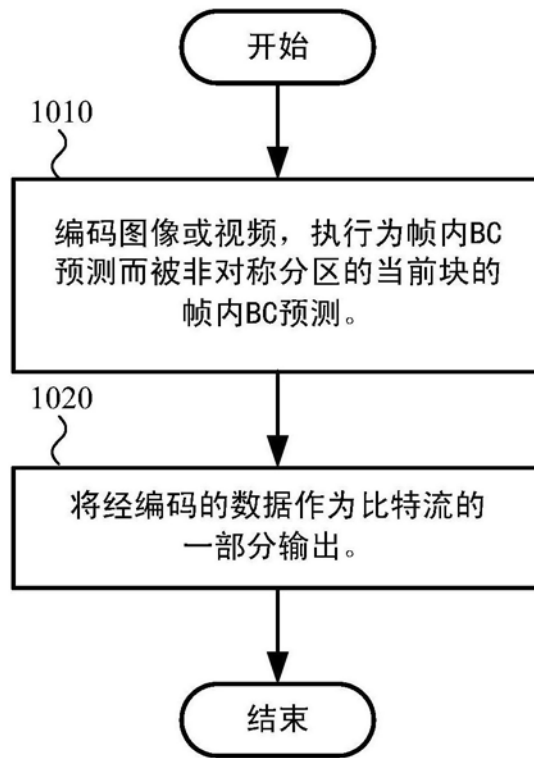 开始
1010
编码图像或视频，执行为帧内BC
预测而被非对称分区的当前块的
帧内BC预测。
1020
将经编码的数据作为比特流的
一部分输出。
结束